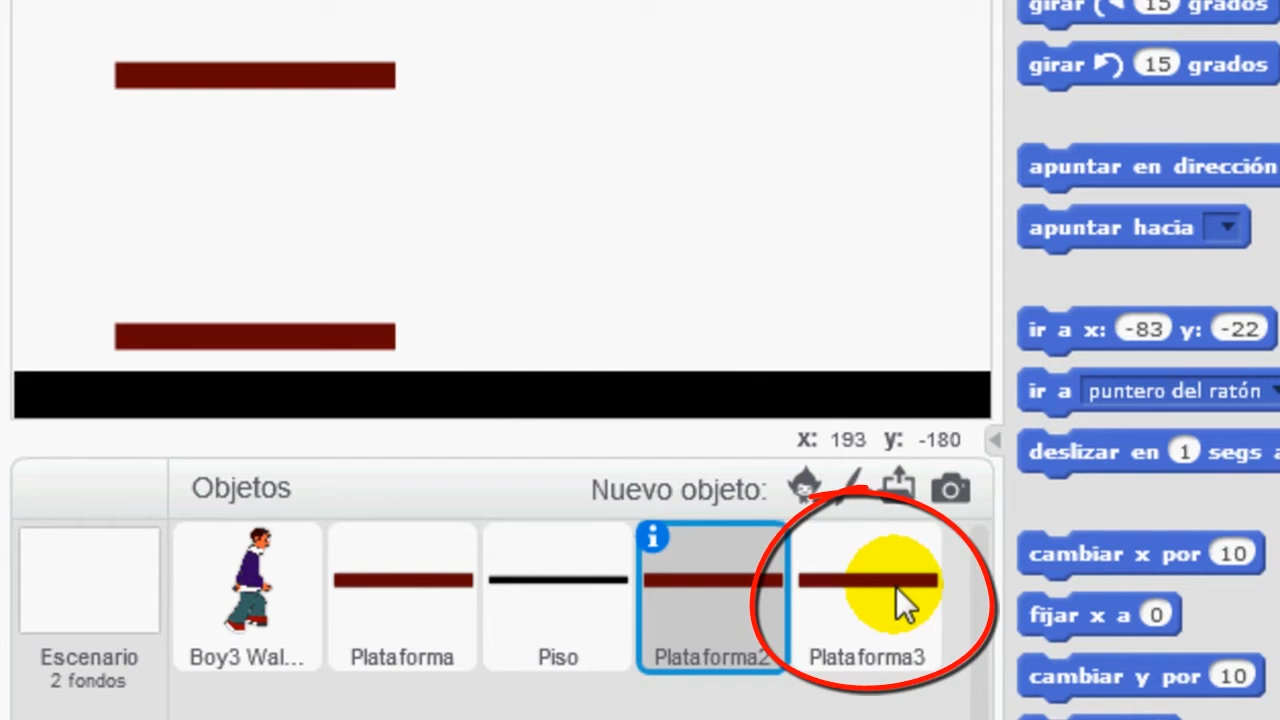 girar 15 grados
girar 15 grados
apuntar en dirección
apuntar hacia
ir a x: -83 y: -22
ir a puntero del ratón
x: 193 y: -180
deslizar en 1 segs a
Objetos
Nuevo objeto:
cambiar x por 10
fijar x a 0
Escenario
2 fondos
Boy3 Wal...
Plataforma
Piso
Plataforma2
Plataforma3
cambiar y por 10